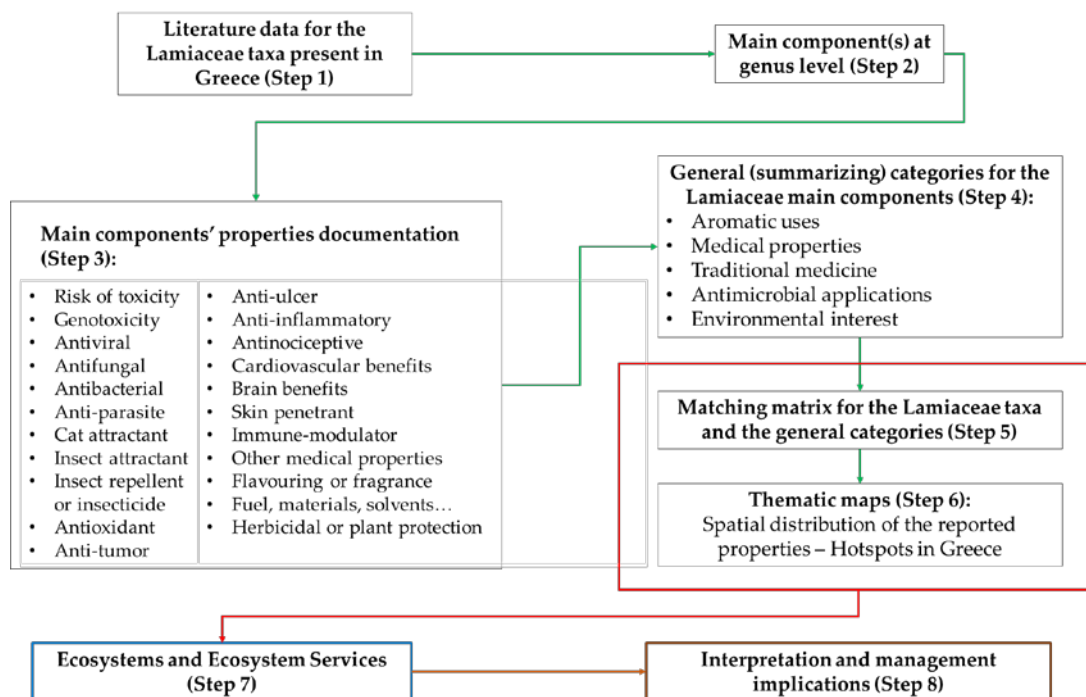 Literature data for the
Lamiaceae taxa present in
Greece (Step 1)
Main component(s) at
genus level (Step 2)
Main components’ properties documentation
(Step 3):
• Risk of toxicity
• Genotoxicity
• Antiviral
• Antifungal
• Antibacterial
• Anti-parasite
• Cat attractant
• Insect attractant
• Insect repellent
or insecticide
• Antioxidant
• Anti-tumor
• Anti-ulcer
• Anti-inflammatory
• Antinociceptive
• Cardiovascular benefits
• Brain benefits
• Skin penetrant
• Immune-modulator
• Other medical properties
• Flavouring or fragrance
• Fuel, materials, solvents…
• Herbicidal or plant protection
General (summarizing) categories for the
Lamiaceae main components (Step 4):
• Aromatic uses
• Medical properties
• Traditional medicine
• Antimicrobial applications
• Environmental interest
Matching matrix for the Lamiaceae taxa
and the general categories (Step 5)
Thematic maps (Step 6):
Spatial distribution of the reported
properties – Hotspots in Greece
Ecosystems and Ecosystem Services
(Step 7)
Interpretation and management
implications (Step 8)